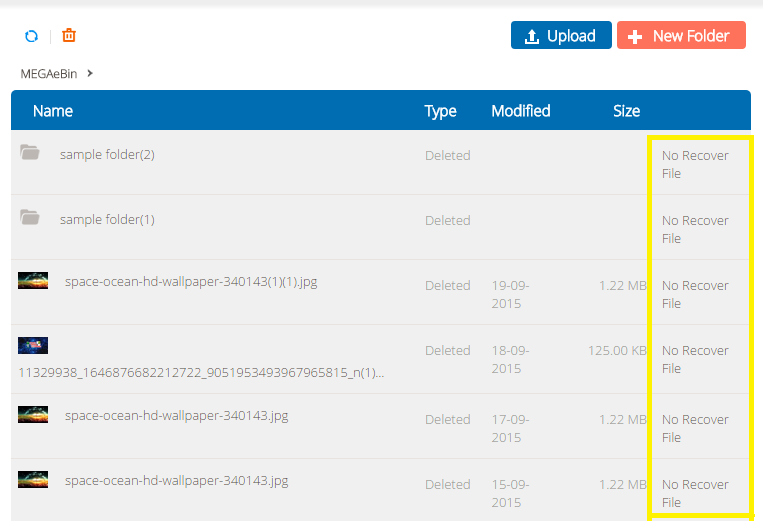 Upload
New Folder
MEGAeBin
Name Type Modified Size
sample folder(2) Deleted No Recover
File
sample folder(1) Deleted No Recover
File
space-ocean-hd-wallpaper-340143(1)(1).jpg Deleted 19-09- 1.22 MB No Recover
2015 File
Deleted 18-09- 125.00 KB No Recover
11329938_1646876682212722_9051953493967965815_n(1)... 2015 File
space-ocean-hd-wallpaper-340143.jpg Deleted 17-09- 1.22 MB No Recover
2015 File
space-ocean-hd-wallpaper-340143.jpg Deleted 15-09- 1.22 MB No Recover
2015 File